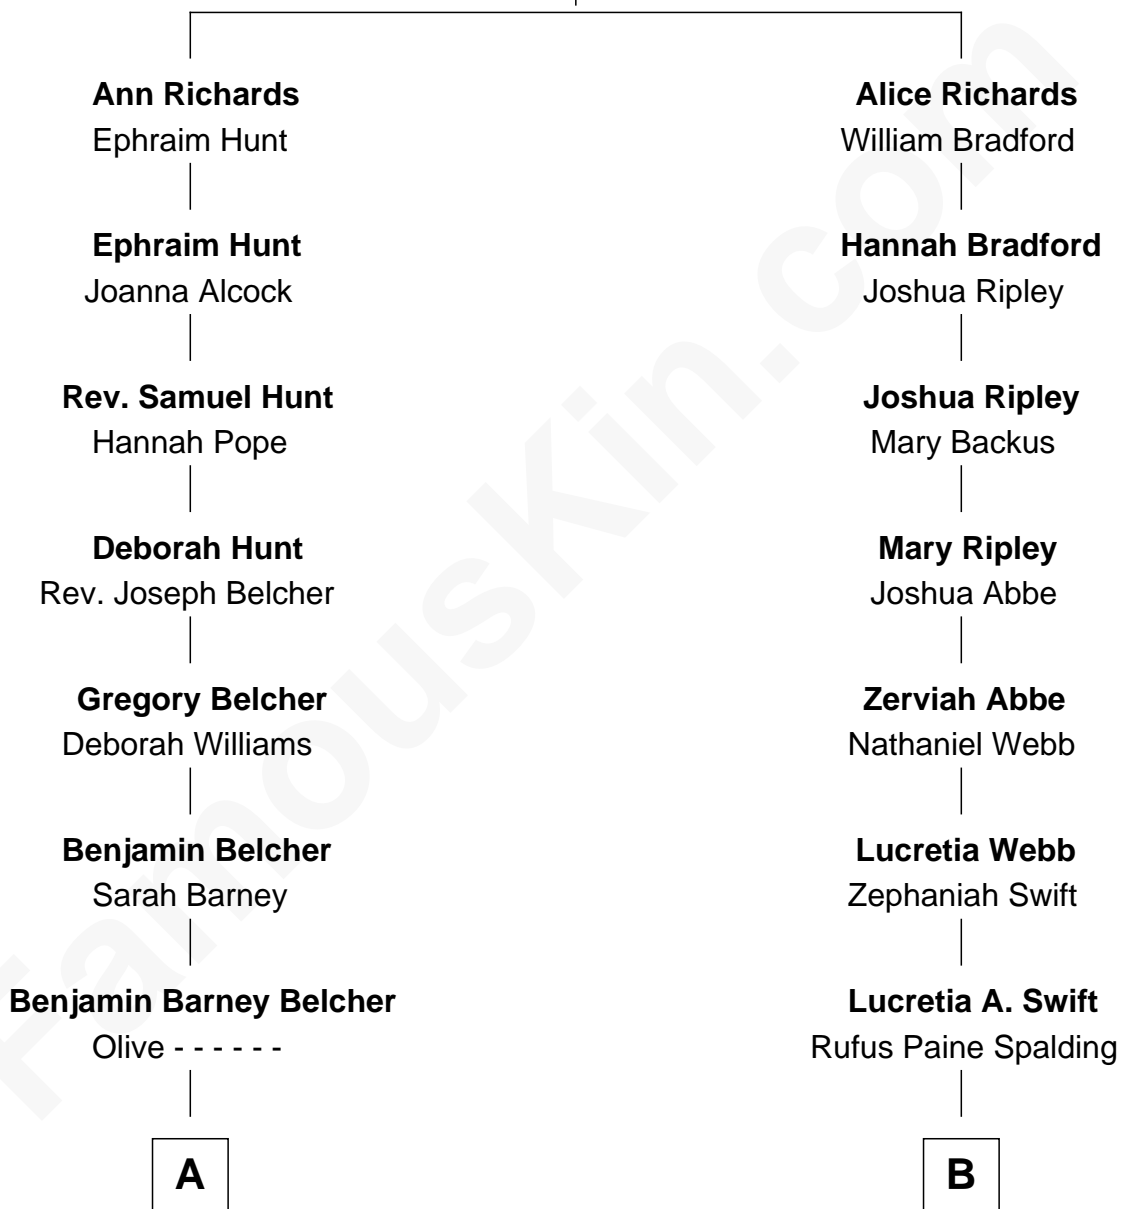 Ann Richards
Ephraim Hunt
Ephraim Hunt
Joanna Alcock
Rev. Samuel Hunt
Hannah Pope
Deborah Hunt
Rev. Joseph Belcher
Gregory Belcher
Deborah Williams
Benjamin Belcher
Sarah Barney
Benjamin Barney Belcher
Olive - - - - - -
A
Alice Richards
William Bradford
Hannah Bradford
Joshua Ripley
Joshua Ripley
Mary Backus
Mary Ripley
Joshua Abbe
Zerviah Abbe
Nathaniel Webb
Lucretia Webb
Zephaniah Swift
Lucretia A. Swift
Rufus Paine Spalding
B
FamousKin.com